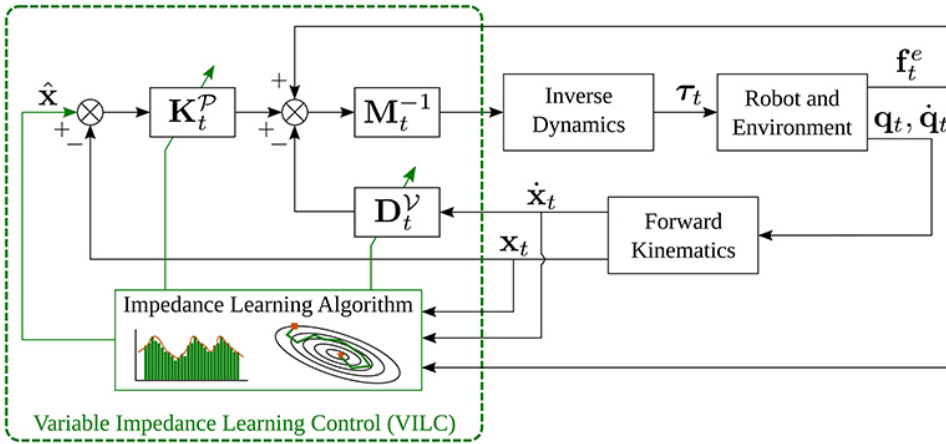 x̂
+
−
K_t^𝒫
+
+
−
M_t^{-1}
Inverse
Dynamics
τ_t
Robot and
Environment
f_t^e
q_t, q̇_t
D_t^𝒱
ẋ_t
x_t
Forward
Kinematics
Impedance Learning Algorithm
Variable Impedance Learning Control (VILC)